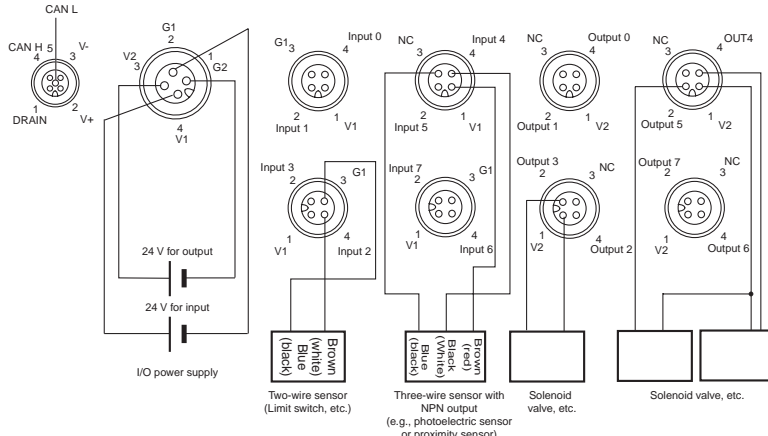 CAN L
CAN H 5 V-
4 3
1 2
DRAIN V+
G1
2
V2 1
3 G2
4
V1
24 V for output
24 V for input
I/O power supply
G1 Input 0
3 4
2 1
Input 1 V1
Input 3 G1
2 3
1 4
V1 Input 2
Brown
(white)
Blue
(black)
Two-wire sensor
(Limit switch, etc.)
NC Input 4
3 4
2 1
Input 5 V1
Input 7 G1
2 3
1 4
V1 Input 6
Brown
(red)
Black
(White)
Blue
(black)
Three-wire sensor with
NPN output
(e.g., photoelectric sensor
or proximity sensor)
NC Output 0
3 4
2 1
Output 1 V2
Output 3 NC
2 3
1 4
V2 Output 2
Solenoid
valve, etc.
NC OUT4
3 4
2 1
Output 5 V2
Output 7 NC
2 3
1 4
V2 Output 6
Solenoid valve, etc.